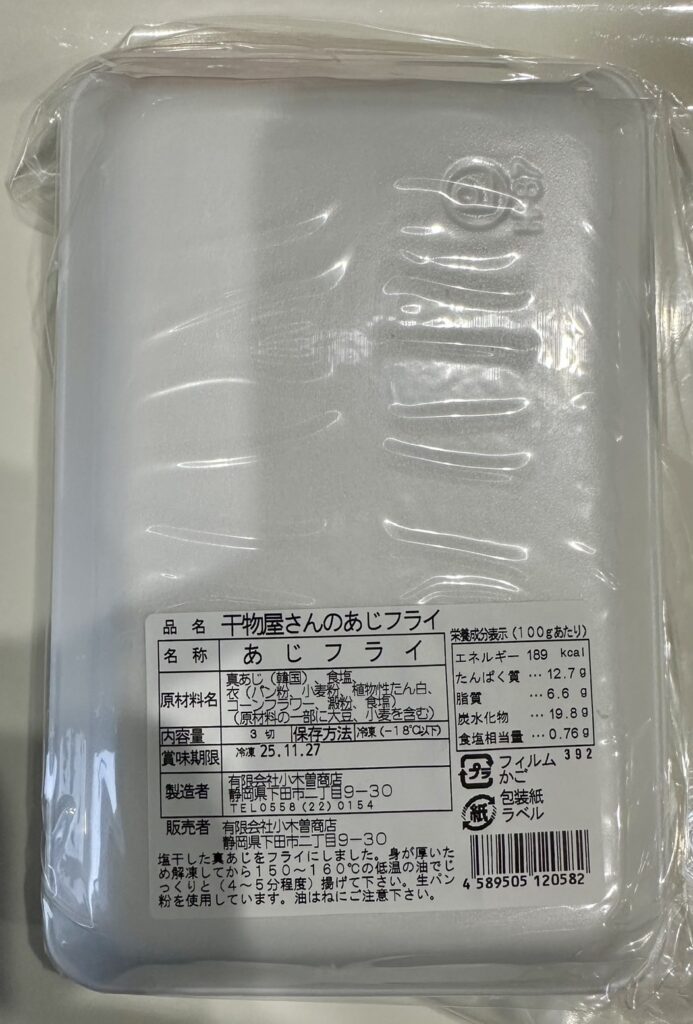 品名 干物屋さんのあじフライ
名称 あじフライ
原材料名 真あじ（韓国）、食塩、
衣（パン粉、小麦粉、植物性たん白、
コーンフラワー、澱粉、食塩）
（原材料の一部に大豆、小麦を含む）
内容量 3 切 保存方法 冷凍（−18℃以下）
賞味期限 冷凍 25.11.27
製造者 有限会社小木曽商店
静岡県下田市二丁目9−30
TEL0558（22）0154
販売者 有限会社小木曽商店
静岡県下田市二丁目9−30
塩干した真あじをフライにしました。身が厚いた
め解凍してから150〜160℃の低温の油でじ
っくりと（4〜5分程度）揚げて下さい。生パン
粉を使用しています。油はねにご注意下さい。
栄養成分表示（100gあたり）
エネルギー 189 kcal
たんぱく質 … 12.7g
脂質 … 6.6 g
炭水化物 … 19.8g
食塩相当量 … 0.76g
392
プラ フィルム
かご
紙 包装紙
ラベル
4 589505 120582